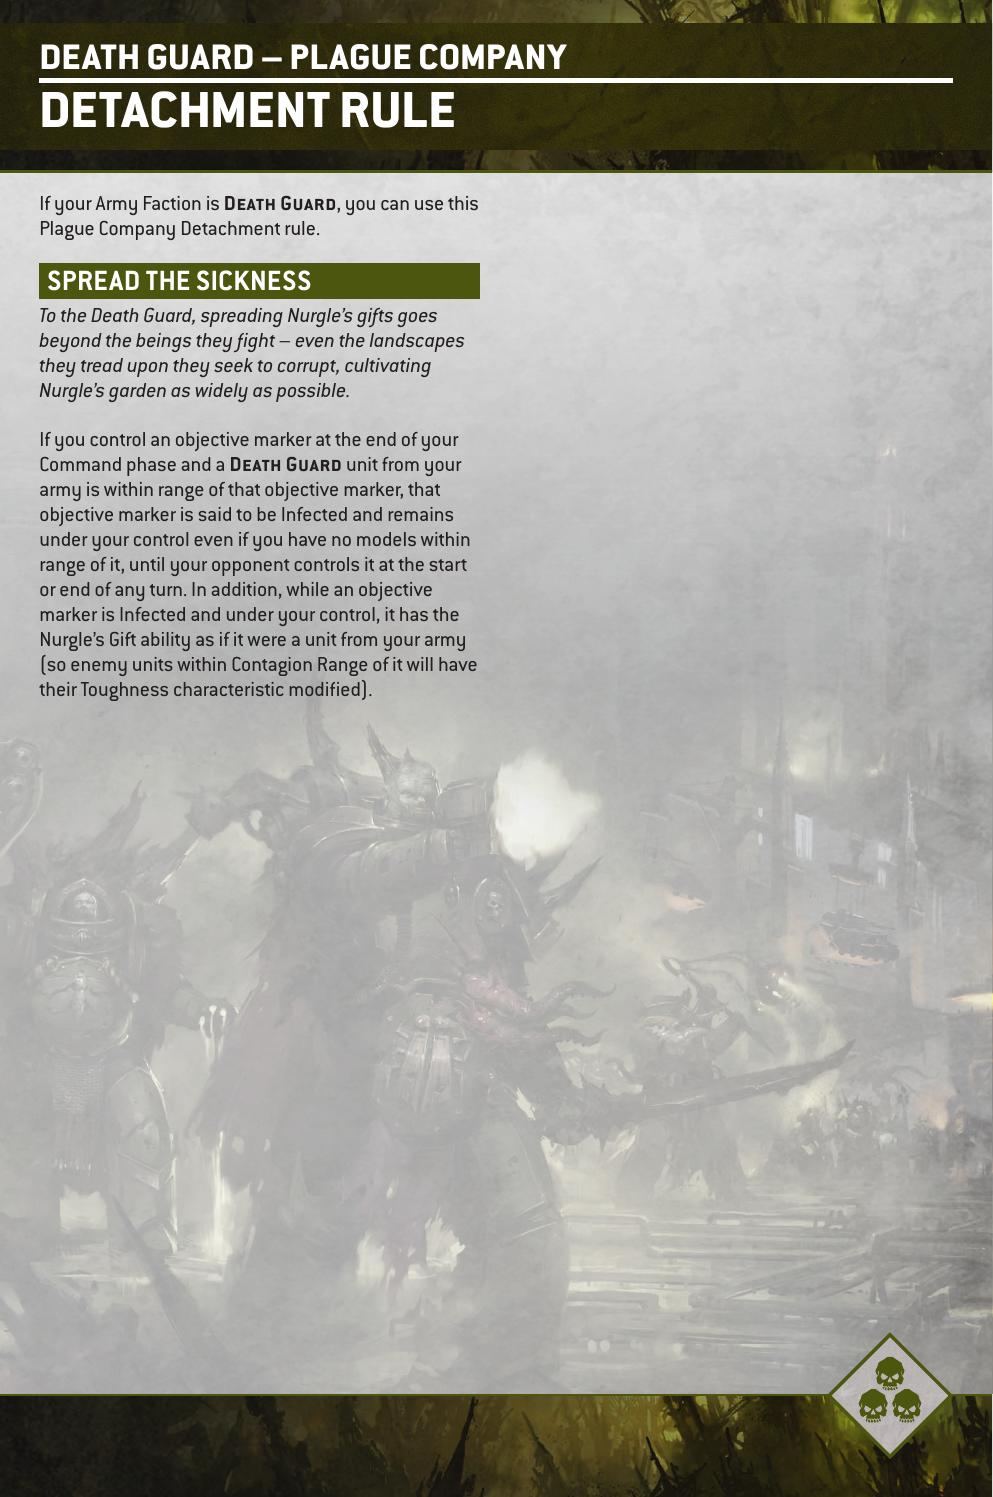 DEATH GUARD – PLAGUE COMPANY
DETACHMENT RULE
If your Army Faction is DEATH GUARD, you can use this
Plague Company Detachment rule.
SPREAD THE SICKNESS
To the Death Guard, spreading Nurgle’s gifts goes
beyond the beings they fight – even the landscapes
they tread upon they seek to corrupt, cultivating
Nurgle’s garden as widely as possible.
If you control an objective marker at the end of your
Command phase and a DEATH GUARD unit from your
army is within range of that objective marker, that
objective marker is said to be Infected and remains
under your control even if you have no models within
range of it, until your opponent controls it at the start
or end of any turn. In addition, while an objective
marker is Infected and under your control, it has the
Nurgle’s Gift ability as if it were a unit from your army
(so enemy units within Contagion Range of it will have
their Toughness characteristic modified).